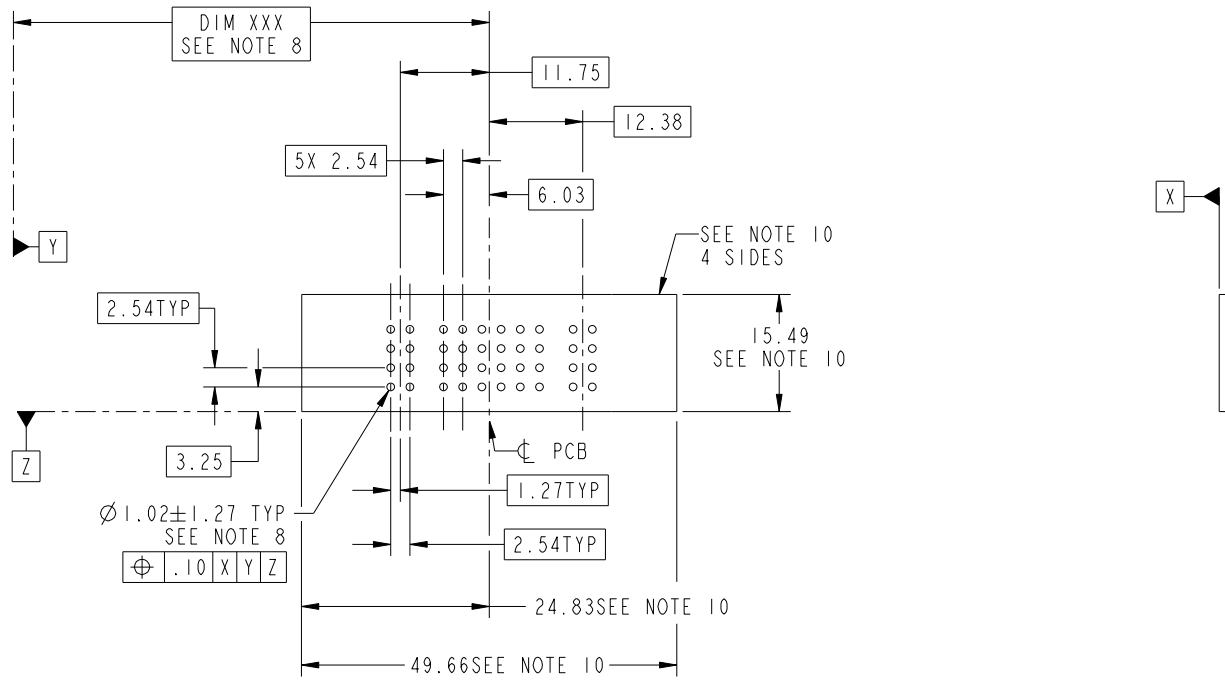 DIM XXX
SEE NOTE 8
11.75
12.38
5X 2.54
6.03
X
Y
SEE NOTE 10
4 SIDES
2.54TYP
15.49
SEE NOTE 10
Z
3.25
℄ PCB
1.27TYP
Ø1.02±1.27 TYP
SEE NOTE 8
⌖ .10 X Y Z
2.54TYP
24.83SEE NOTE 10
49.66SEE NOTE 10